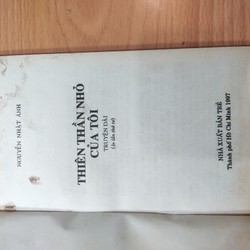 NGUYỄN NHẬT ÁNH
THIÊN THẦN NHỎ
CỦA TÔI
TRUYỆN DÀI
(In lần thứ tư)
NHÀ XUẤT BẢN TRẺ
Thành phố Hồ Chí Minh 1997